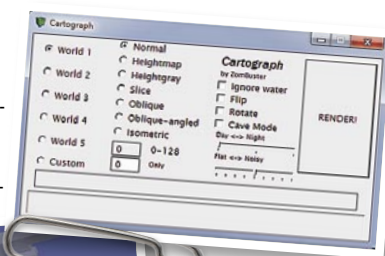 Cartograph
World 1
World 2
World 3
World 4
World 5
Custom
Normal
Heightmap
Heightgray
Slice
Oblique
Oblique-angled
Isometric
0 0-128
0 Only
Cartograph
by ZomBuster
Ignore water
Flip
Rotate
Cave Mode
Day <-> Night
Flat <-> Noisy
RENDER!